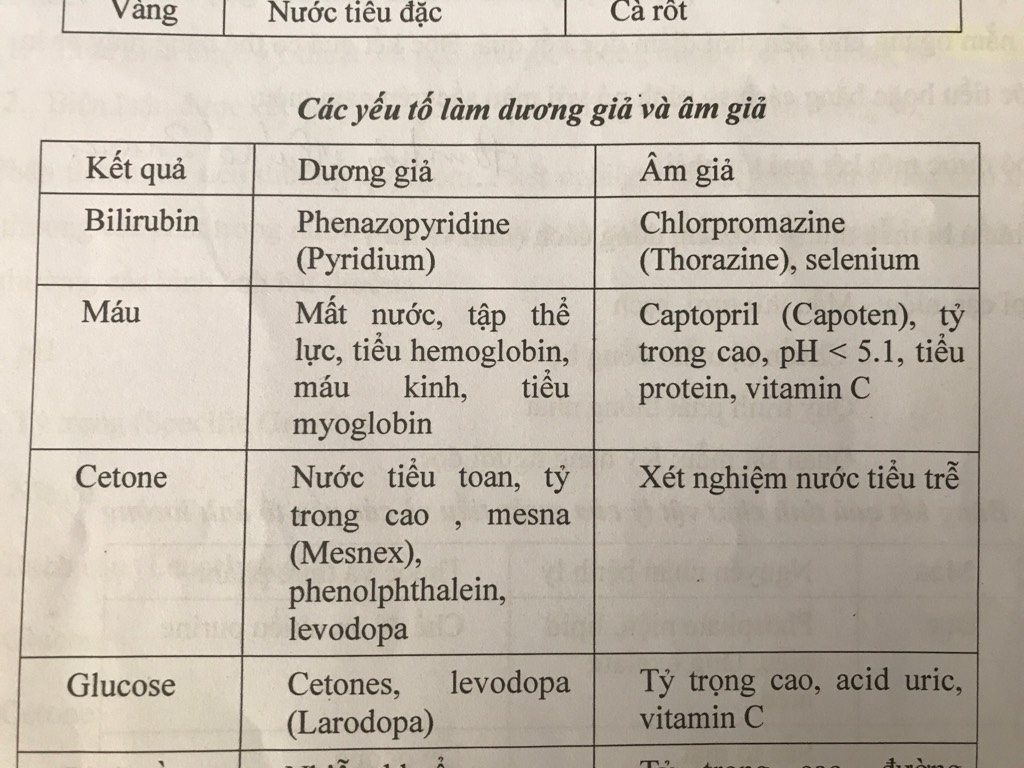 Vàng Nước tiểu đặc Cà rốt
Các yếu tố làm dương giả và âm giả
Kết quả Dương giả Âm giả
Bilirubin Phenazopyridine Chlorpromazine
(Pyridium) (Thorazine), selenium
Máu Mất nước, tập thể Captopril (Capoten), tỷ
lực, tiểu hemoglobin, trong cao, pH < 5.1, tiểu
máu kinh, tiểu protein, vitamin C
myoglobin
Cetone Nước tiểu toan, tỷ Xét nghiệm nước tiểu trễ
trong cao , mesna
(Mesnex),
phenolphthalein,
levodopa
Glucose Cetones, levodopa Tỷ trọng cao, acid uric,
(Larodopa) vitamin C